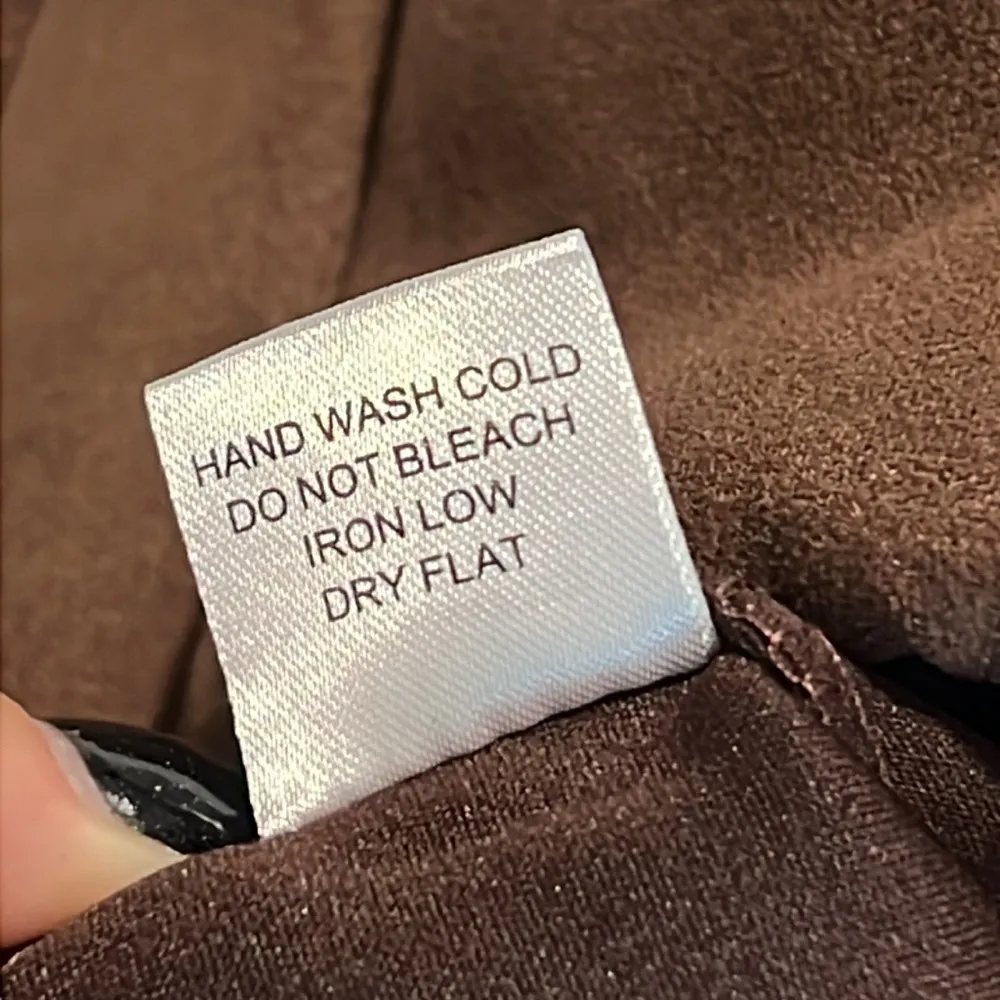 HAND WASH COLD
DO NOT BLEACH
IRON LOW
DRY FLAT